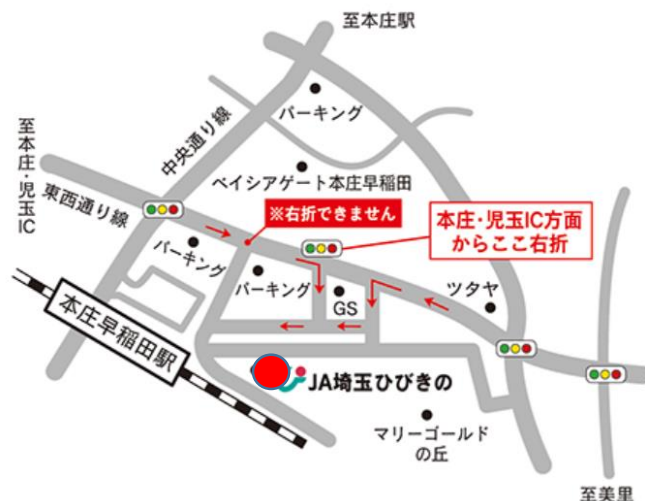 至本庄駅
パーキング
中央通り線
至本庄・児玉IC
東西通り線
ベイシアゲート本庄早稲田
※右折できません
本庄・児玉IC方面
からここ右折
パーキング
パーキング
GS
ツタヤ
本庄早稲田駅
JA埼玉ひびきの
マリーゴールド
の丘
至美里